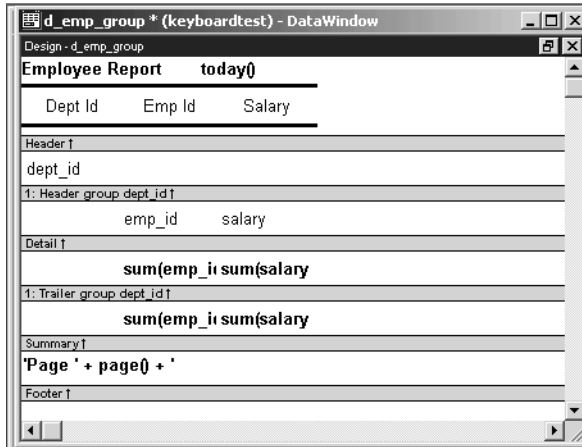 d_emp_group * (keyboardtest) - DataWindow
Design - d_emp_group
Employee Report today()
Dept Id Emp Id Salary
Header ↑
dept_id
1: Header group dept_id ↑
emp_id salary
Detail ↑
sum(emp_i sum(salary
1: Trailer group dept_id ↑
sum(emp_i sum(salary
Summary ↑
'Page ' + page() + '
Footer ↑